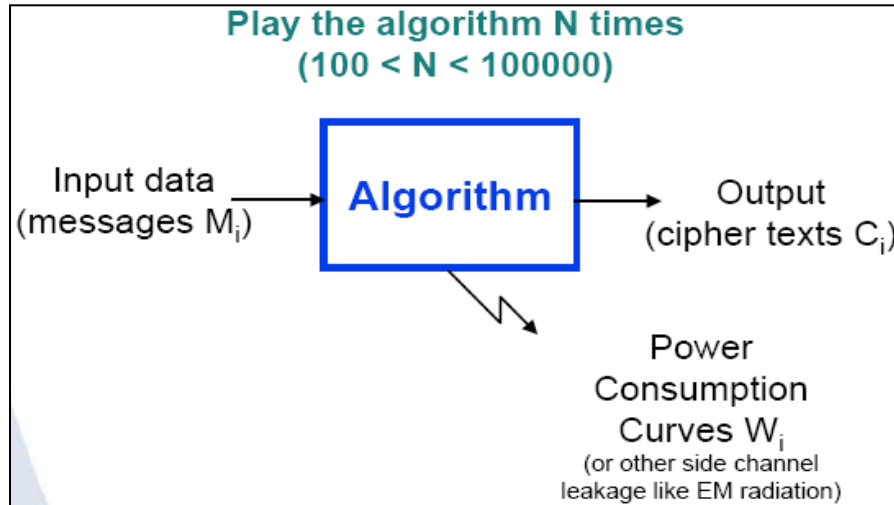 Play the algorithm N times
(100 < N < 100000)
Input data
(messages Mᵢ)
Algorithm
Output
(cipher texts Cᵢ)
Power
Consumption
Curves Wᵢ
(or other side channel
leakage like EM radiation)